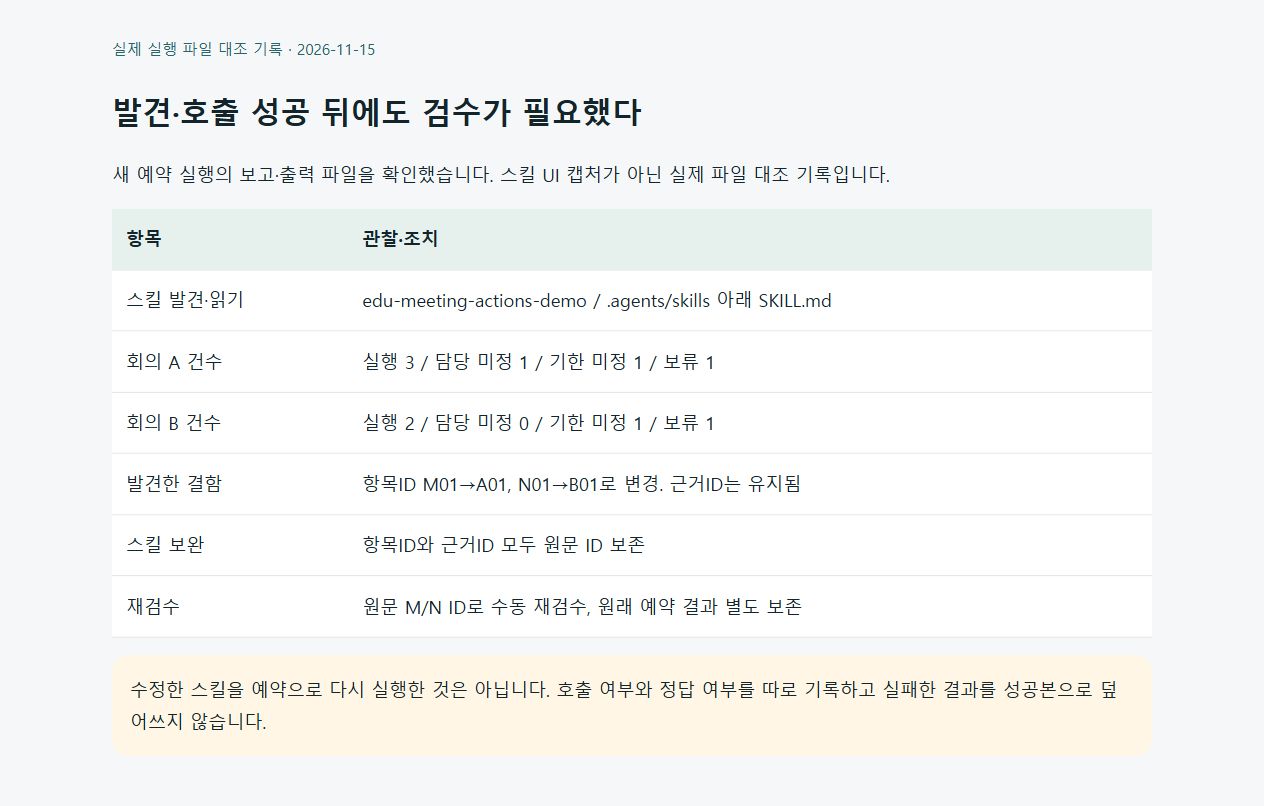 실제 실행 파일 대조 기록 · 2026-11-15
발견·호출 성공 뒤에도 검수가 필요했다
새 예약 실행의 보고·출력 파일을 확인했습니다. 스킬 UI 캡처가 아닌 실제 파일 대조 기록입니다.
항목 관찰·조치
스킬 발견·읽기 edu-meeting-actions-demo / .agents/skills 아래 SKILL.md
회의 A 건수 실행 3 / 담당 미정 1 / 기한 미정 1 / 보류 1
회의 B 건수 실행 2 / 담당 미정 0 / 기한 미정 1 / 보류 1
발견한 결함 항목ID M01→A01, N01→B01로 변경. 근거ID는 유지됨
스킬 보완 항목ID와 근거ID 모두 원문 ID 보존
재검수 원문 M/N ID로 수동 재검수, 원래 예약 결과 별도 보존
수정한 스킬을 예약으로 다시 실행한 것은 아닙니다. 호출 여부와 정답 여부를 따로 기록하고 실패한 결과를 성공본으로 덮
어쓰지 않습니다.